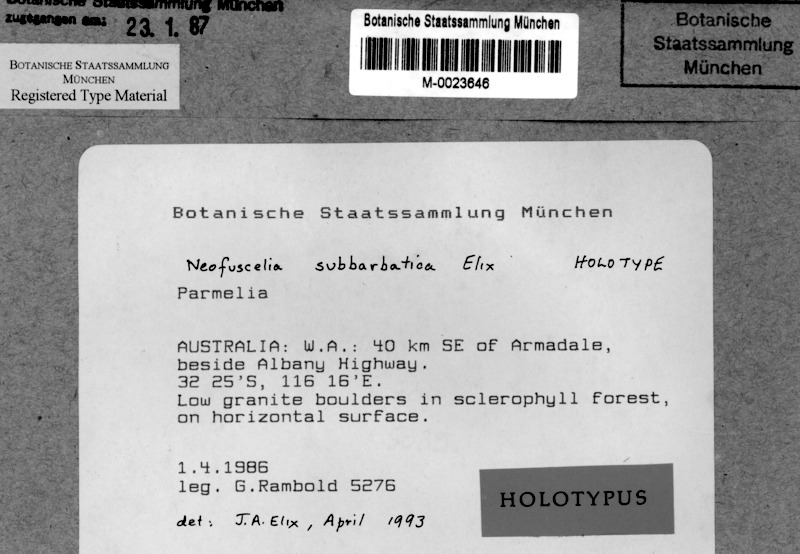 Botanische Staatssammlung München
zugegangen am: 23. 1. 87
BOTANISCHE STAATSSAMMLUNG
MÜNCHEN
Registered Type Material
Botanische Staatssammlung München
M-0023646
Botanische
Staatssammlung
München
Botanische Staatssammlung München
Neofuscelia subbarbatica Elix HOLOTYPE
Parmelia
AUSTRALIA: W.A.: 40 km SE of Armadale,
beside Albany Highway.
32 25'S, 116 16'E.
Low granite boulders in sclerophyll forest,
on horizontal surface.
1.4.1986
leg. G.Rambold 5276
HOLOTYPUS
det: J.A. Elix, April 1993